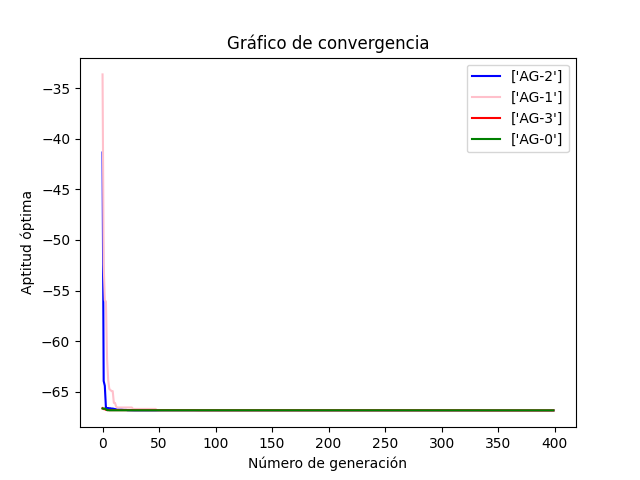 Gráfico de convergencia
['AG-2']
['AG-1']
['AG-3']
['AG-0']
Aptitud óptima
−35
−40
−45
−50
−55
−60
−65
0 50 100 150 200 250 300 350 400
Número de generación